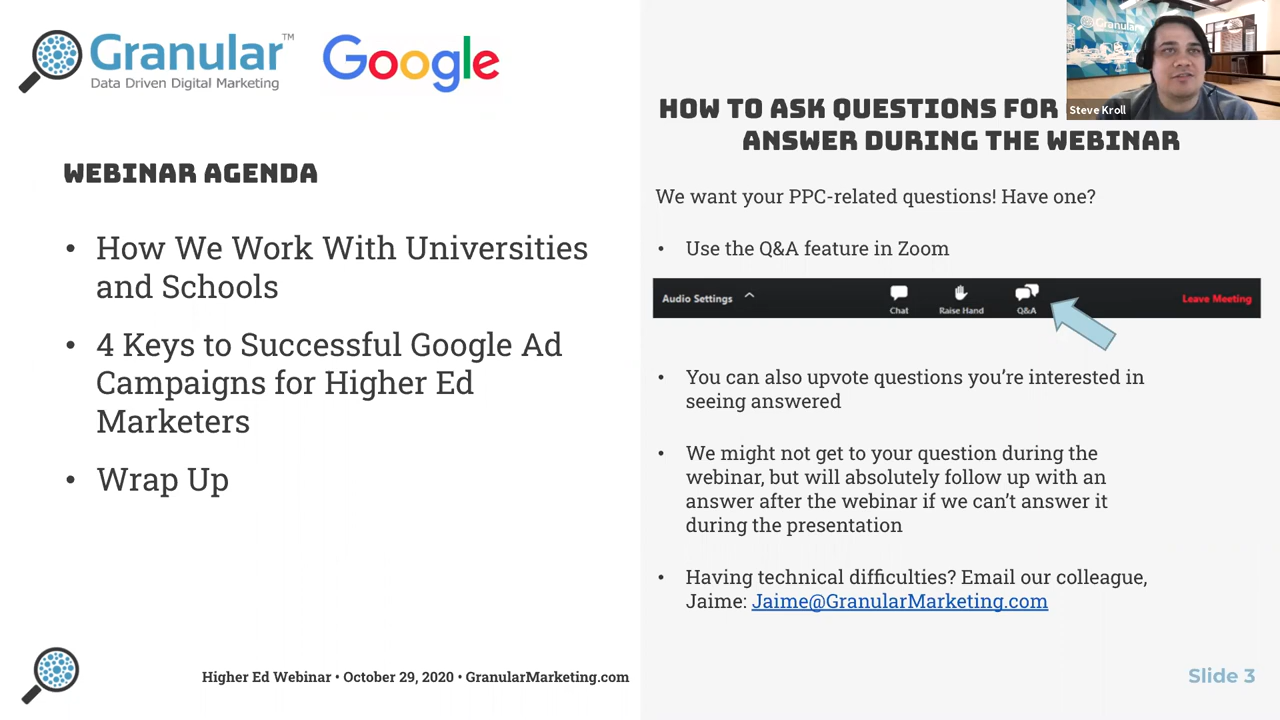 Granular™
Data Driven Digital Marketing
Google
WEBINAR AGENDA
• How We Work With Universities
and Schools
• 4 Keys to Successful Google Ad
Campaigns for Higher Ed
Marketers
• Wrap Up
Higher Ed Webinar • October 29, 2020 • GranularMarketing.com
Granular
Steve Kroll
HOW TO ASK QUESTIONS FOR
ANSWER DURING THE WEBINAR
We want your PPC-related questions! Have one?
• Use the Q&A feature in Zoom
Audio Settings
Chat
Raise Hand
Q&A
Leave Meeting
• You can also upvote questions you’re interested in
seeing answered
• We might not get to your question during the
webinar, but will absolutely follow up with an
answer after the webinar if we can’t answer it
during the presentation
• Having technical difficulties? Email our colleague,
Jaime: Jaime@GranularMarketing.com
Slide 3